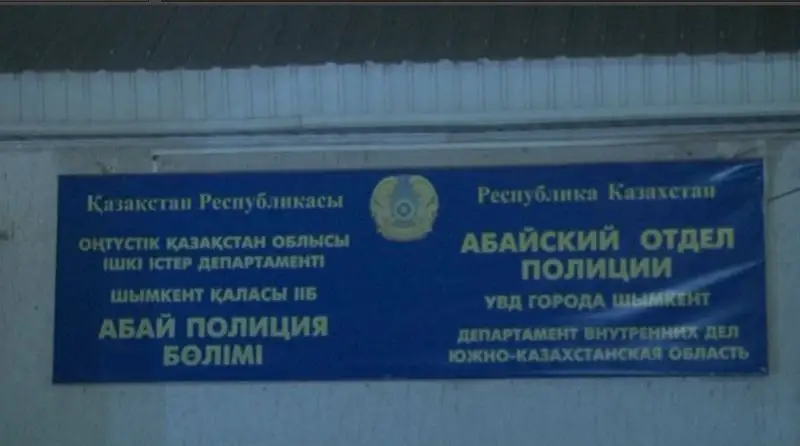 Қазақстан Республикасы
ОҢТҮСТІК ҚАЗАҚСТАН ОБЛЫСЫ
ІШКІ ІСТЕР ДЕПАРТАМЕНТІ
ШЫМКЕНТ ҚАЛАСЫ ІІБ
АБАЙ ПОЛИЦИЯ
БӨЛІМІ
Республика Казахстан
АБАЙСКИЙ ОТДЕЛ
ПОЛИЦИИ
УВД ГОРОДА ШЫМКЕНТ
ДЕПАРТАМЕНТ ВНУТРЕННИХ ДЕЛ
ЮЖНО-КАЗАХСТАНСКАЯ ОБЛАСТЬ